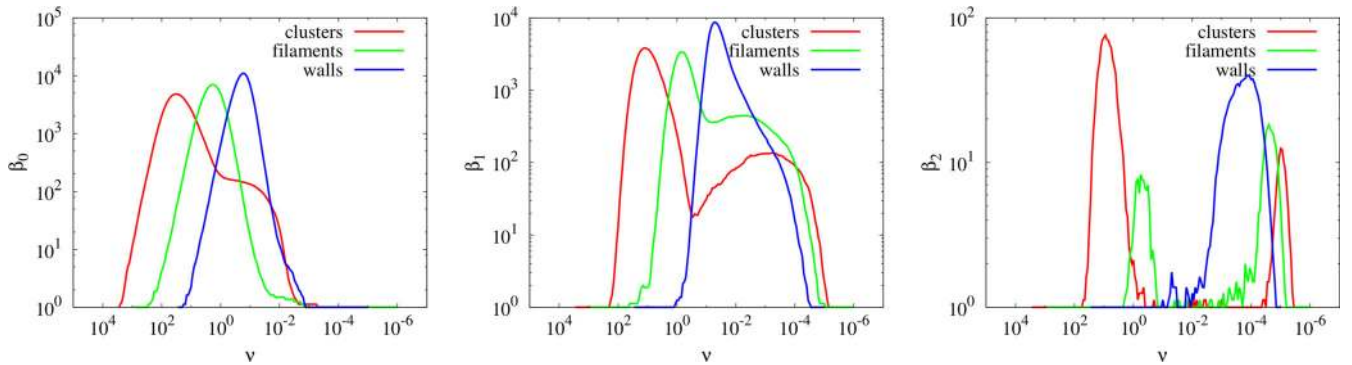 10⁵
10⁴
10³
10²
10¹
10⁰
β₀
clusters
filaments
walls
10⁴ 10² 10⁰ 10⁻² 10⁻⁴ 10⁻⁶
ν
10⁴
10³
10²
10¹
10⁰
β₁
clusters
filaments
walls
10⁴ 10² 10⁰ 10⁻² 10⁻⁴ 10⁻⁶
ν
10²
10¹
10⁰
β₂
clusters
filaments
walls
10⁴ 10² 10⁰ 10⁻² 10⁻⁴ 10⁻⁶
ν